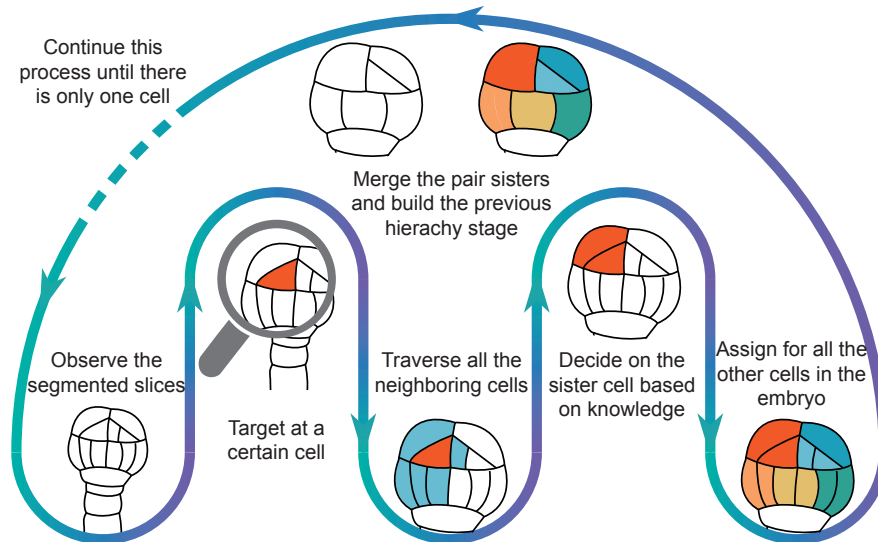 Continue this
process until there
is only one cell
Merge the pair sisters
and build the previous
hierachy stage
Observe the
segmented slices
Target at a
certain cell
Traverse all the
neighboring cells
Decide on the
sister cell based
on knowledge
Assign for all the
other cells in the
embryo